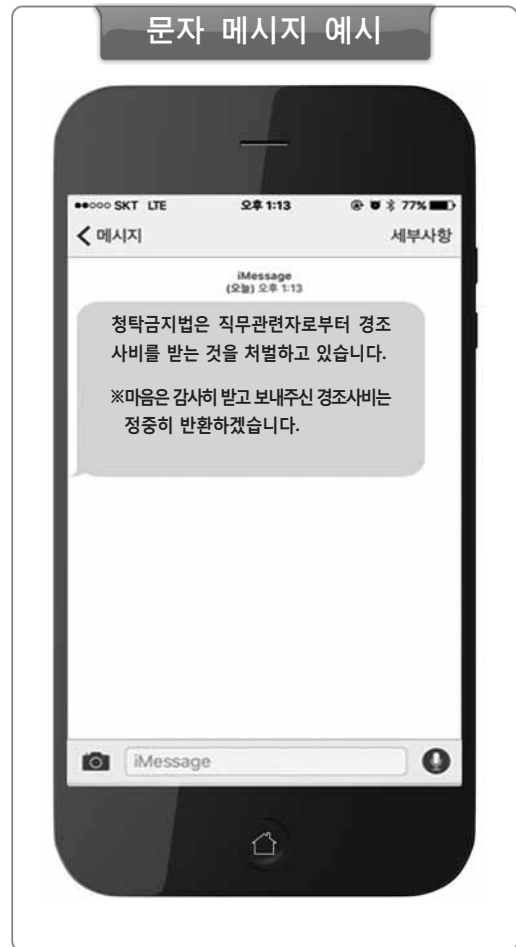 문자 메시지 예시
●●○○○ SKT LTE 오후 1:13 77%
메시지 세부사항
iMessage
(오늘) 오후 1:13
청탁금지법은 직무관련자로부터 경조
사비를 받는 것을 처벌하고 있습니다.
※마음은 감사히 받고 보내주신 경조사비는
정중히 반환하겠습니다.
iMessage